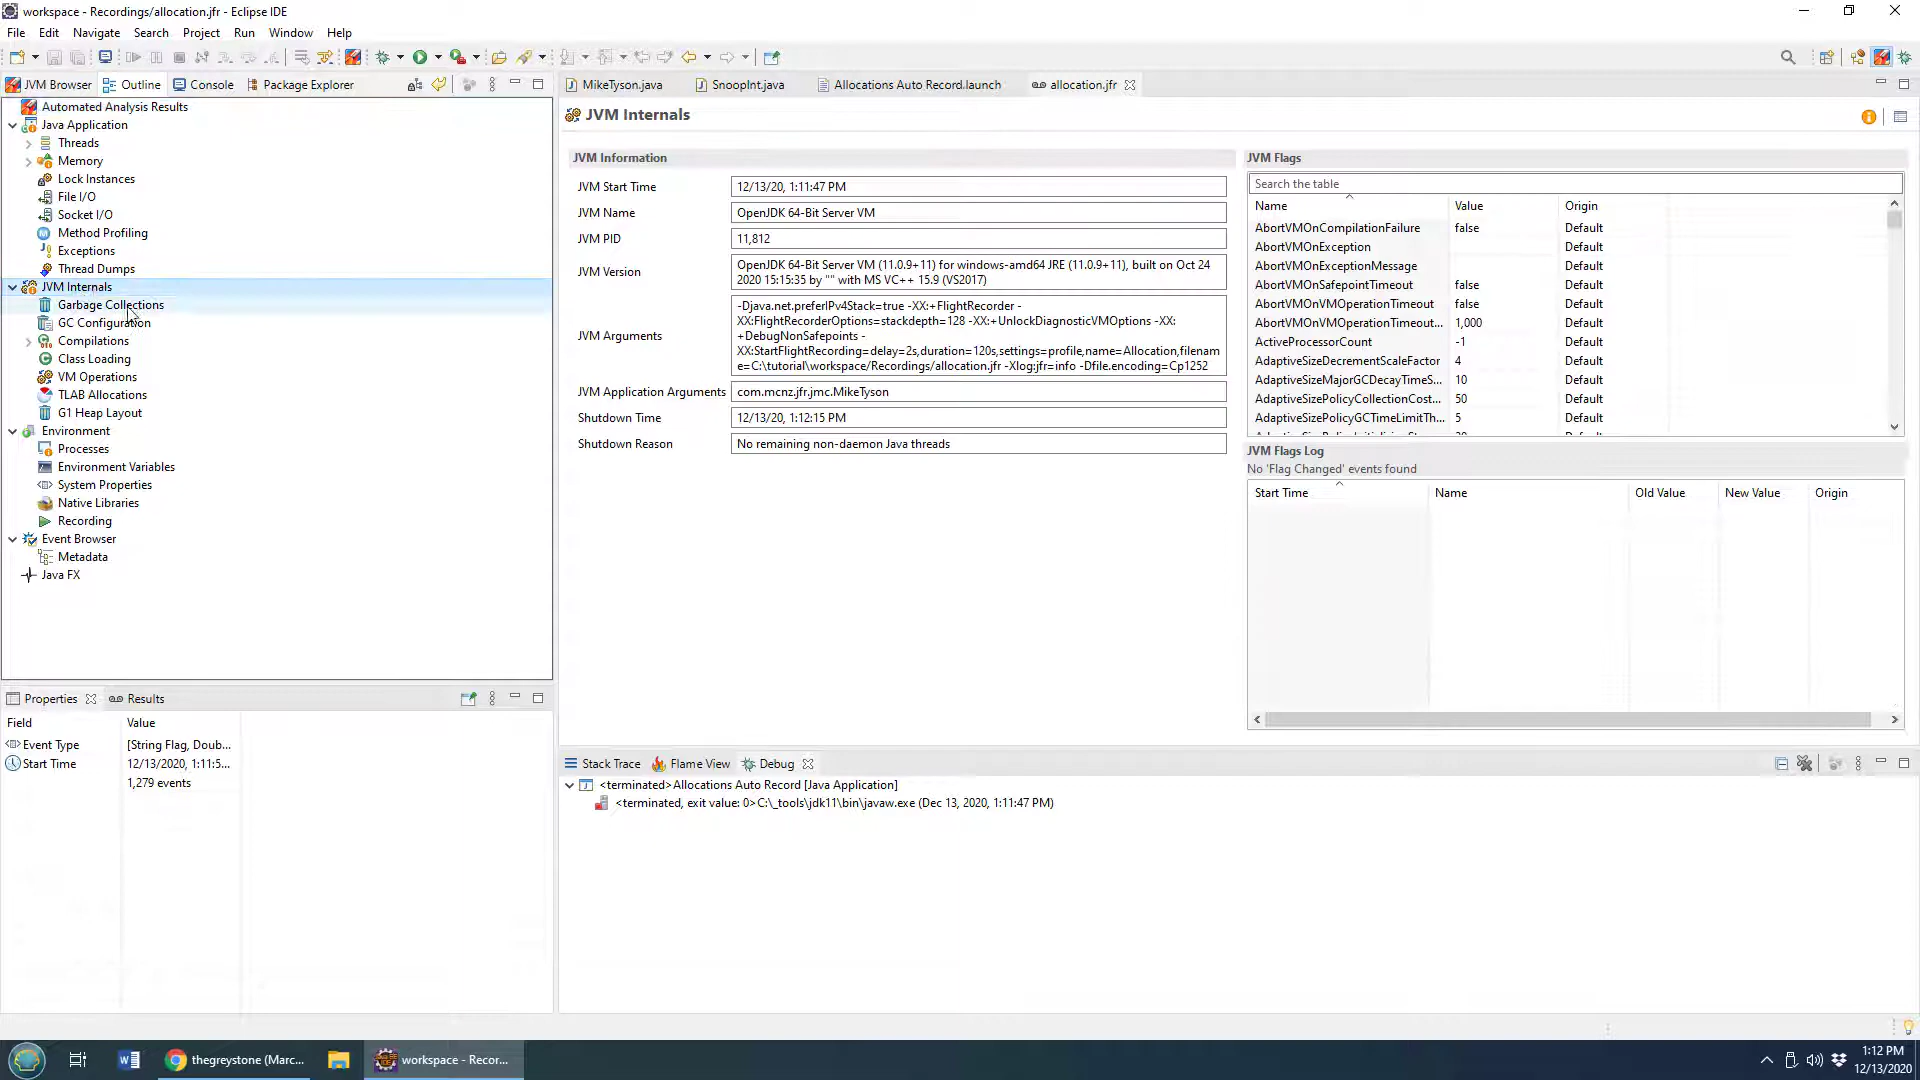 workspace - Recordings/allocation.jfr - Eclipse IDE
File Edit Navigate Search Project Run Window Help
JVM Browser Outline Console Package Explorer
MikeTyson.java SnoopInt.java Allocations Auto Record.launch allocation.jfr
Automated Analysis Results
Java Application
Threads
Memory
Lock Instances
File I/O
Socket I/O
Method Profiling
Exceptions
Thread Dumps
JVM Internals
Garbage Collections
GC Configuration
Compilations
Class Loading
VM Operations
TLAB Allocations
G1 Heap Layout
Environment
Processes
Environment Variables
System Properties
Native Libraries
Recording
Event Browser
Metadata
Java FX
Properties Results
Field Value
Event Type [String Flag, Doub...
Start Time 12/13/2020, 1:11:5...
1,279 events
JVM Internals
JVM Information
JVM Start Time 12/13/20, 1:11:47 PM
JVM Name OpenJDK 64-Bit Server VM
JVM PID 11,812
JVM Version OpenJDK 64-Bit Server VM (11.0.9+11) for windows-amd64 JRE (11.0.9+11), built on Oct 24
2020 15:15:35 by "" with MS VC++ 15.9 (VS2017)
JVM Arguments -Djava.net.preferIPv4Stack=true -XX:+FlightRecorder -
XX:FlightRecorderOptions=stackdepth=128 -XX:+UnlockDiagnosticVMOptions -XX:
+DebugNonSafepoints -
XX:StartFlightRecording=delay=2s,duration=120s,settings=profile,name=Allocation,filenam
e=C:\tutorial\workspace/Recordings/allocation.jfr -Xlog:jfr=info -Dfile.encoding=Cp1252
JVM Application Arguments com.mcnz.jfr.jmc.MikeTyson
Shutdown Time 12/13/20, 1:12:15 PM
Shutdown Reason No remaining non-daemon Java threads
JVM Flags
Search the table
Name Value Origin
AbortVMOnCompilationFailure false Default
AbortVMOnException Default
AbortVMOnExceptionMessage Default
AbortVMOnSafepointTimeout false Default
AbortVMOnVMOperationTimeout false Default
AbortVMOnVMOperationTimeout... 1,000 Default
ActiveProcessorCount -1 Default
AdaptiveSizeDecrementScaleFactor 4 Default
AdaptiveSizeMajorGCDecayTimeS... 10 Default
AdaptiveSizePolicyCollectionCost... 50 Default
AdaptiveSizePolicyGCTimeLimitTh... 5 Default
JVM Flags Log
No 'Flag Changed' events found
Start Time Name Old Value New Value Origin
Stack Trace Flame View Debug
<terminated>Allocations Auto Record [Java Application]
<terminated, exit value: 0>C:\_tools\jdk11\bin\javaw.exe (Dec 13, 2020, 1:11:47 PM)
thegreystone (Marc... workspace - Recor...
1:12 PM
12/13/2020